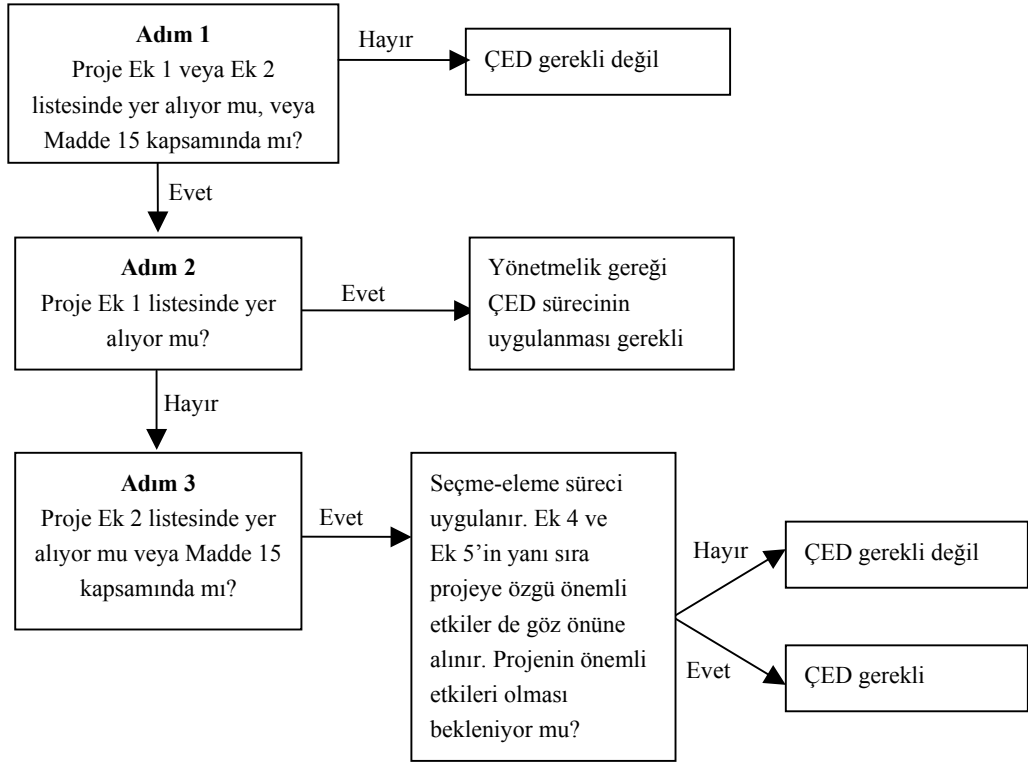 Adım 1
Proje Ek 1 veya Ek 2
listesinde yer alıyor mu, veya
Madde 15 kapsamında mı?
Hayır
ÇED gerekli değil
Evet
Adım 2
Proje Ek 1 listesinde yer
alıyor mu?
Evet
Yönetmelik gereği
ÇED sürecinin
uygulanması gerekli
Hayır
Adım 3
Proje Ek 2 listesinde yer
alıyor mu veya Madde 15
kapsamında mı?
Evet
Seçme-eleme süreci
uygulanır. Ek 4 ve
Ek 5’in yanı sıra
projeye özgü önemli
etkiler de göz önüne
alınır. Projenin önemli
etkileri olması
bekleniyor mu?
Hayır
ÇED gerekli değil
Evet
ÇED gerekli